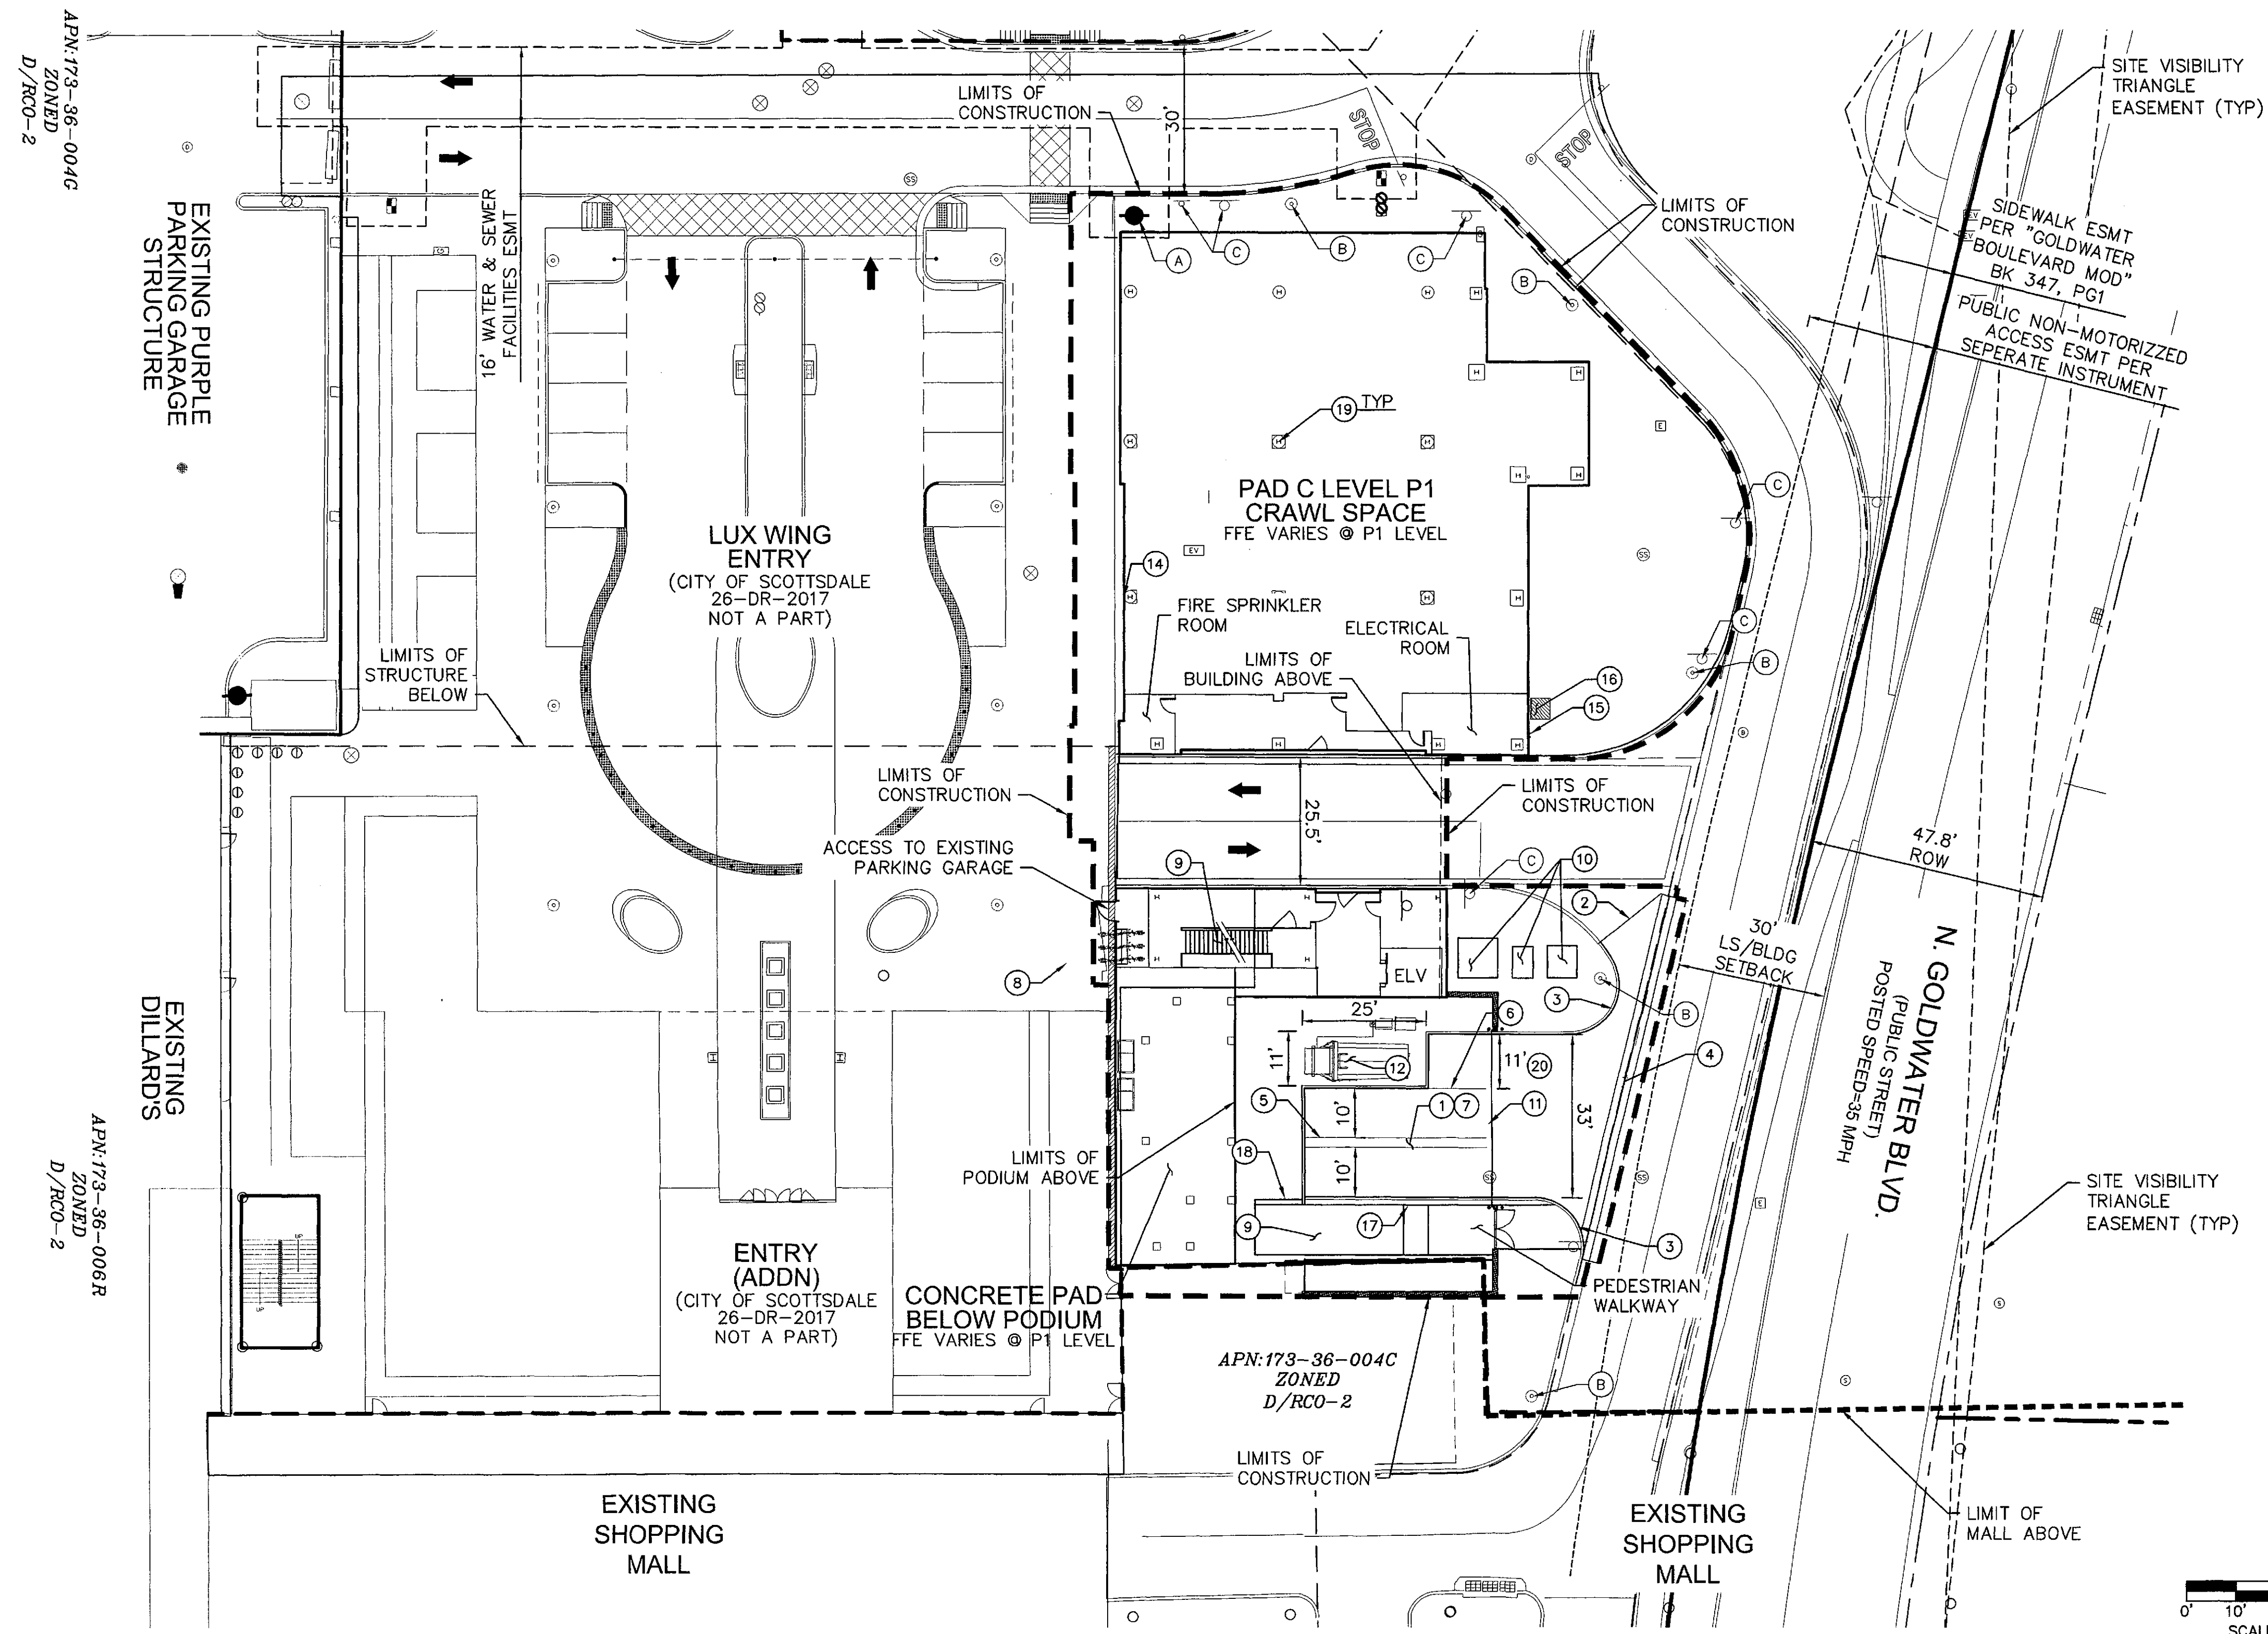 APN:173-36-004G
ZONED
D/RCO-2
EXISTING PURPLE
PARKING GARAGE
STRUCTURE
16' WATER & SEWER
FACILITIES ESMT
LIMITS OF
CONSTRUCTION
30'
STOP
STOP
SITE VISIBILITY
TRIANGLE
EASEMENT (TYP)
LIMITS OF
CONSTRUCTION
SIDEWALK ESMT
PER "GOLDWATER
BOULEVARD MOD"
BK 347, PG1
PUBLIC NON-MOTORIZZED
ACCESS ESMT PER
SEPERATE INSTRUMENT
A
C
B
C
B
19 TYP
PAD C LEVEL P1
CRAWL SPACE
FFE VARIES @ P1 LEVEL
EV
C
14
LUX WING
ENTRY
(CITY OF SCOTTSDALE
26-DR-2017
NOT A PART)
FIRE SPRINKLER
ROOM
ELECTRICAL
ROOM
LIMITS OF
BUILDING ABOVE
C
B
16
15
LIMITS OF
STRUCTURE
BELOW
LIMITS OF
CONSTRUCTION
LIMITS OF
CONSTRUCTION
25.5'
ACCESS TO EXISTING
PARKING GARAGE
9
C
10
2
47.8'
ROW
30'
LS/BLDG
SETBACK
N. GOLDWATER BLVD.
(PUBLIC STREET)
POSTED SPEED=35 MPH
8
ELV
3
B
25'
6
11'
12
11'
20
4
5
10'
1
7
11
33'
10'
18
LIMITS OF
PODIUM ABOVE
9
17
3
PEDESTRIAN
WALKWAY
EXISTING
DILLARD'S
APN:173-36-006R
ZONED
D/RCO-2
UP
UP
ENTRY
(ADDN)
(CITY OF SCOTTSDALE
26-DR-2017
NOT A PART)
CONCRETE PAD
BELOW PODIUM
FFE VARIES @ P1 LEVEL
APN:173-36-004C
ZONED
D/RCO-2
B
SITE VISIBILITY
TRIANGLE
EASEMENT (TYP)
LIMITS OF
CONSTRUCTION
LIMIT OF
MALL ABOVE
EXISTING
SHOPPING
MALL
EXISTING
SHOPPING
MALL
0' 10'
SCAL